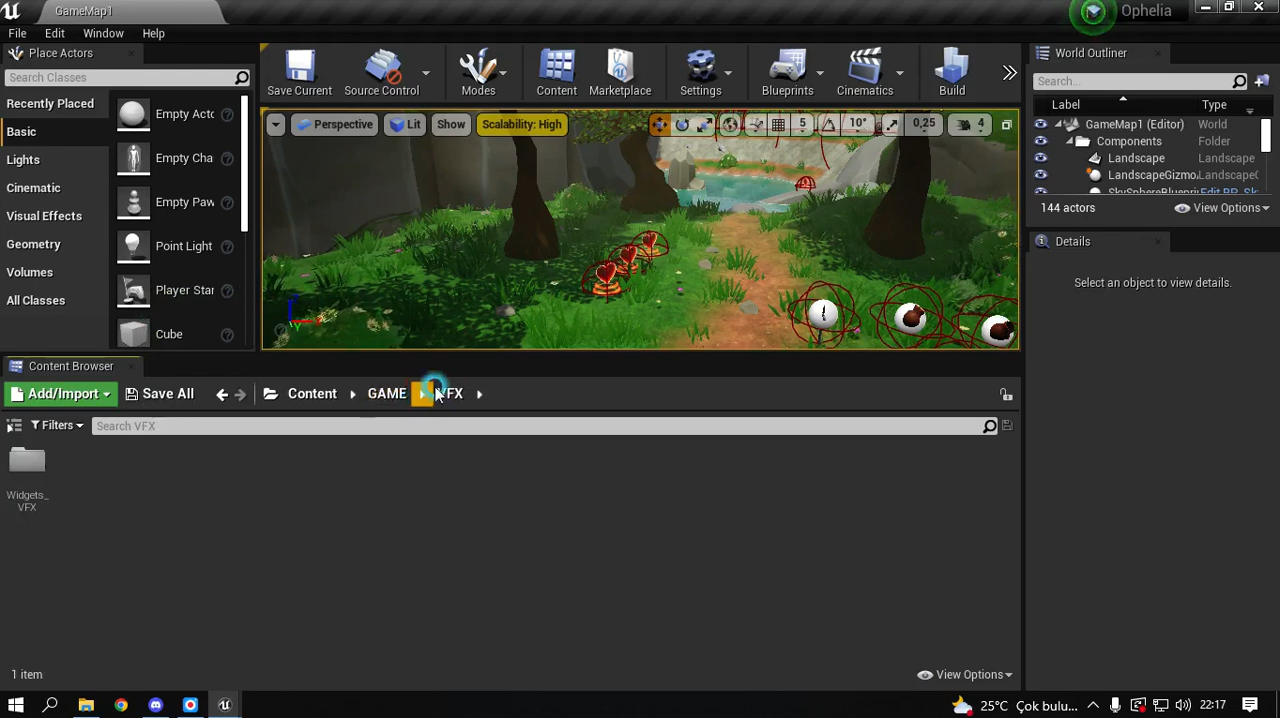 GameMap1
Ophelia
File Edit Window Help
Place Actors
Search Classes
Recently Placed
Basic
Lights
Cinematic
Visual Effects
Geometry
Volumes
All Classes
Empty Acto
Empty Cha
Empty Paw
Point Light
Player Star
Cube
Save Current
Source Control
Modes
Content
Marketplace
Settings
Blueprints
Cinematics
Build
Perspective
Lit
Show
Scalability: High
5
10°
0,25
4
World Outliner
Search...
Label Type
GameMap1 (Editor) World
Components Folder
Landscape Landscape
LandscapeGizmo
144 actors
View Options
Details
Select an object to view details.
Content Browser
Add/Import Save All Content GAME VFX
Filters Search VFX
Widgets_
VFX
1 item
View Options
25°C Çok bulu... 22:17